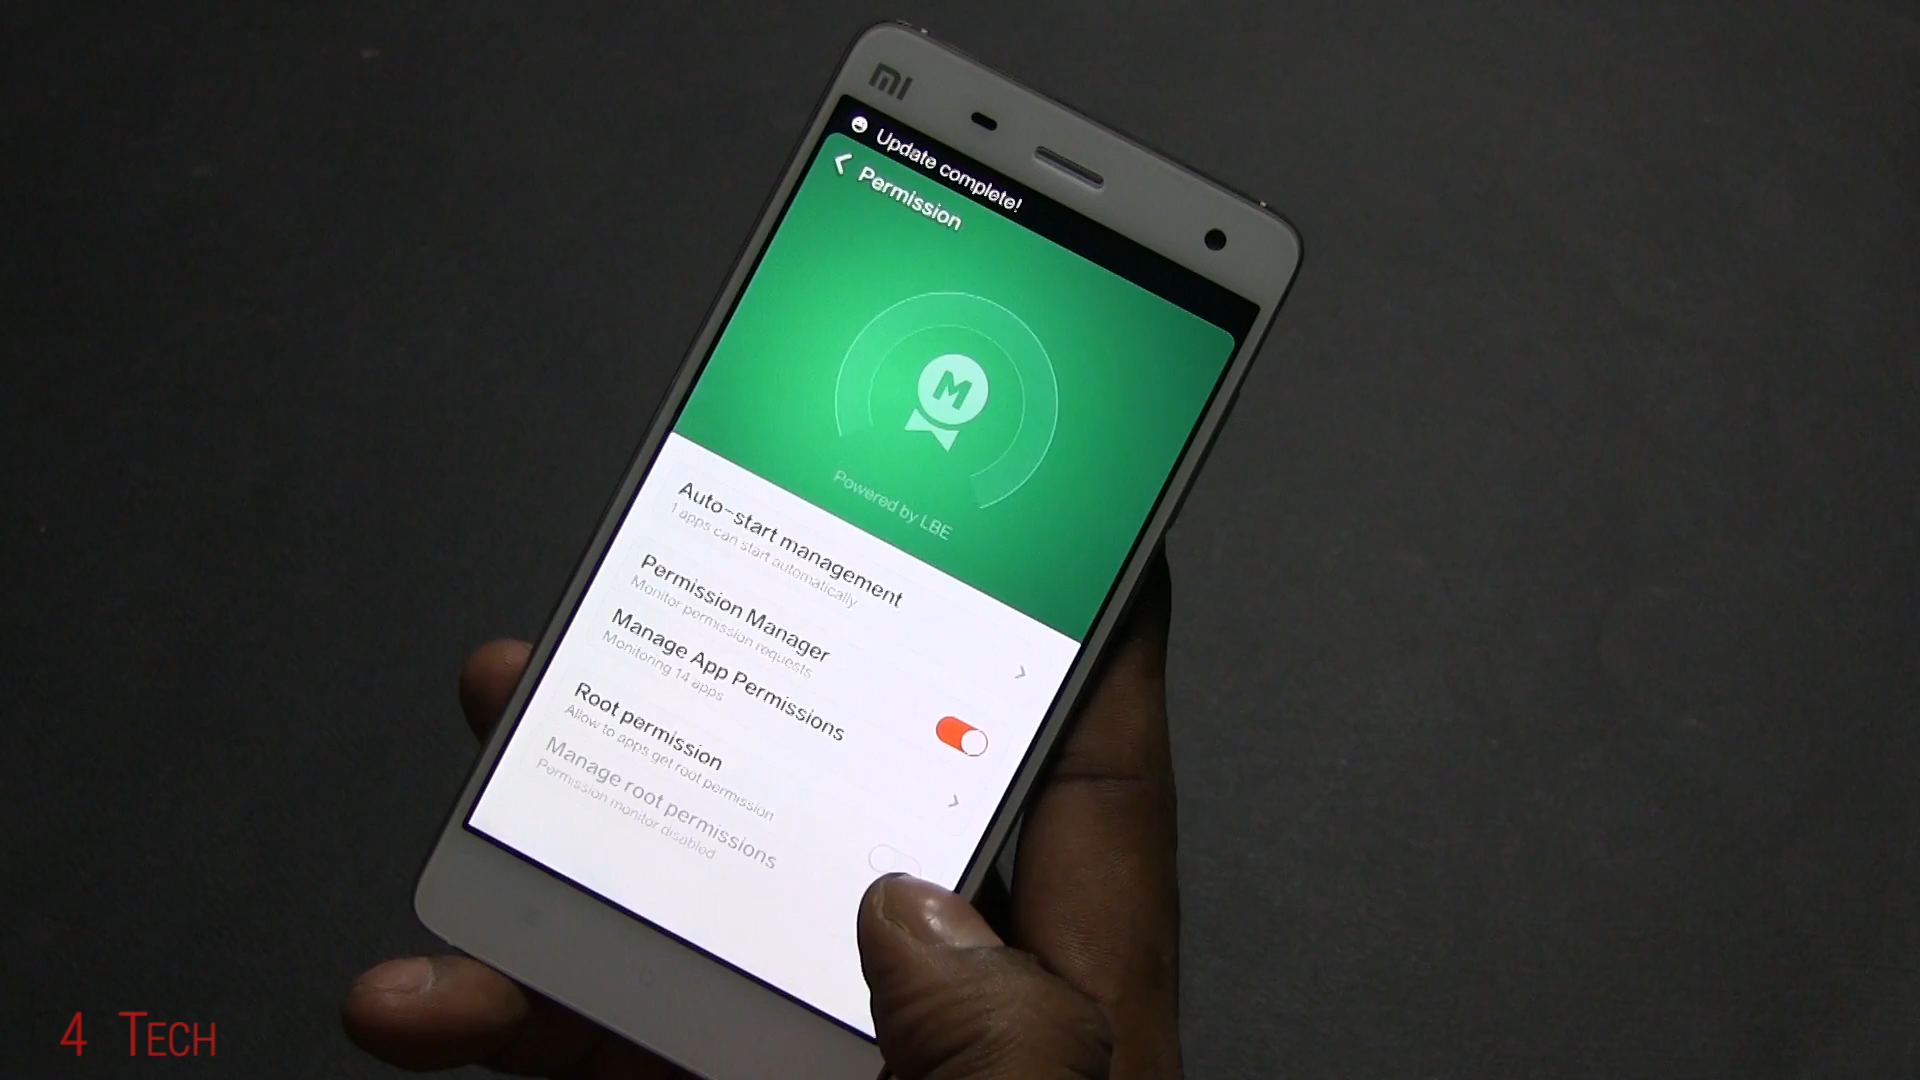 MI
Update complete!
Permission
M
Powered by LBE
Auto-start management
1 apps can start automatically
Permission Manager
Monitor permission requests
Manage App Permissions
Monitoring 14 apps
Root permission
Allow to apps get root permission
Manage root permissions
Permission monitor disabled
4 TECH